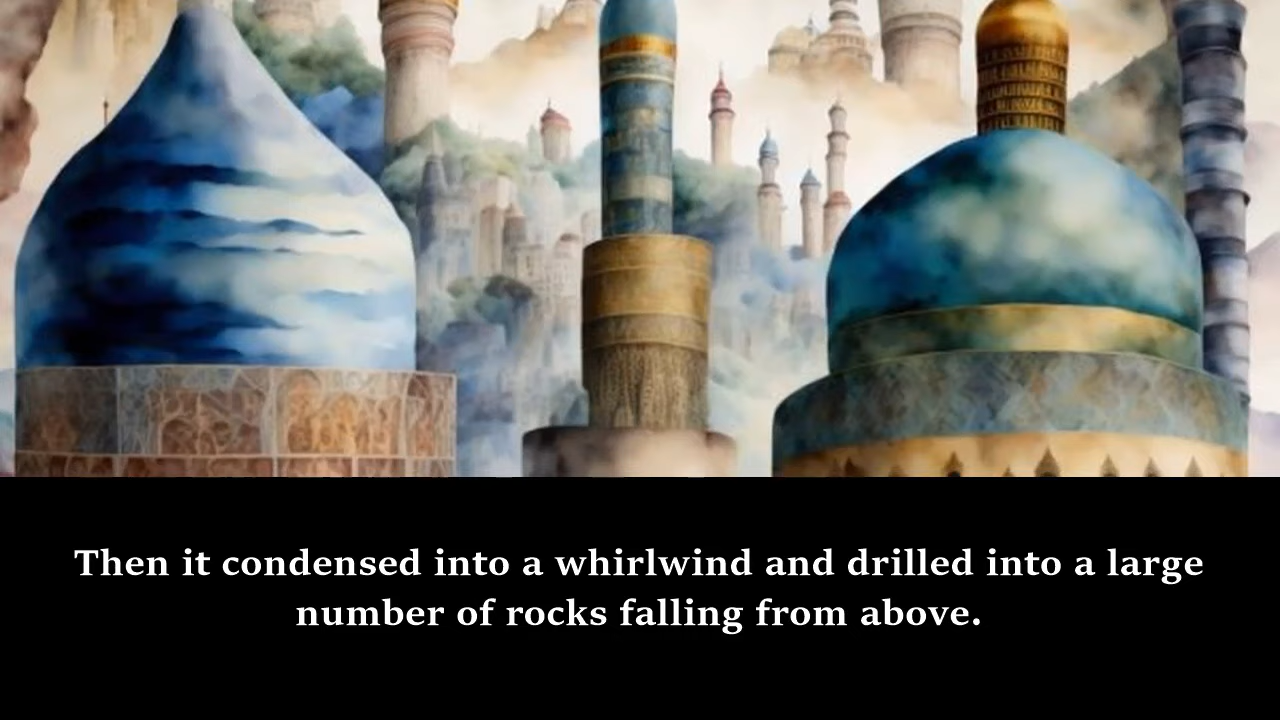 Then it condensed into a whirlwind and drilled into a large
number of rocks falling from above.